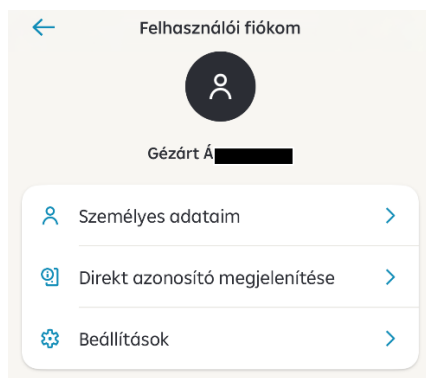 Felhasználói fiókom
Gézárt Á
Személyes adataim
Direkt azonosító megjelenítése
Beállítások